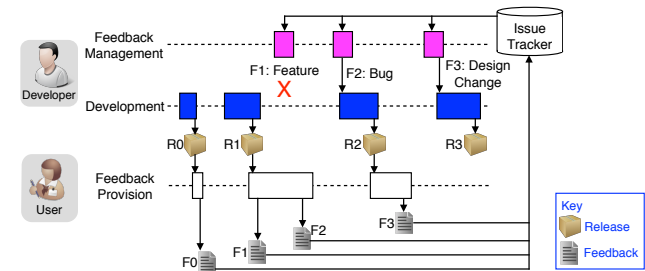 Feedback
Management
Issue
Tracker
F1: Feature
X
F2: Bug
F3: Design
Change
Developer
Development
R0
R1
R2
R3
Feedback
Provision
User
F0
F1
F2
F3
Key
Release
Feedback